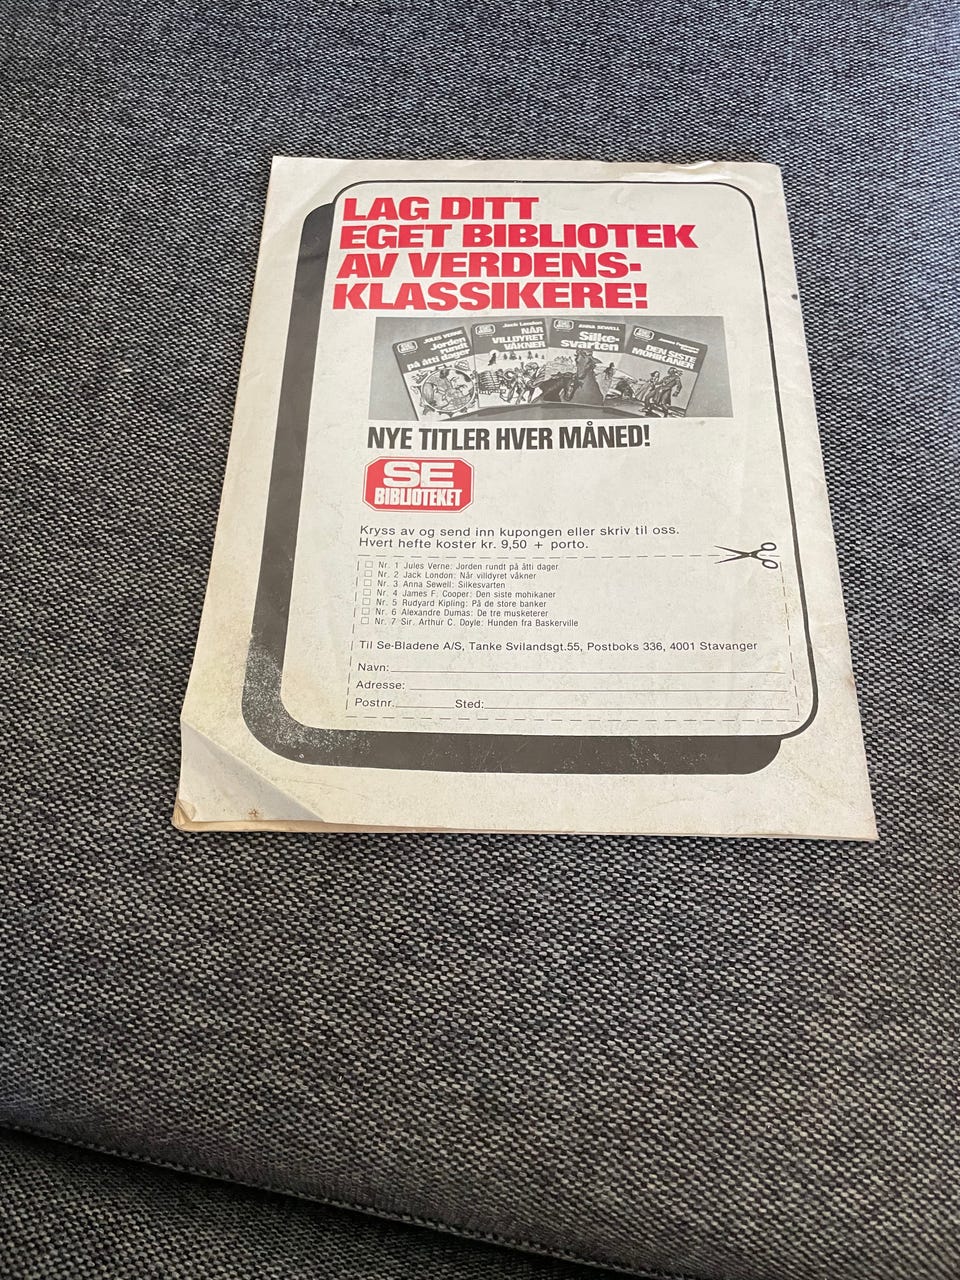 LAG DITT
EGET BIBLIOTEK
AV VERDENS-
KLASSIKERE!
JULES VERNE
Jorden
rundt
på åtti dager
Jack London
NÅR
VILLDYRET
VÅKNER
ANNA SEWELL
Silke-
svarten
DEN SISTE
MOHIKANER
NYE TITLER HVER MÅNED!
SE
BIBLIOTEKET
Kryss av og send inn kupongen eller skriv til oss.
Hvert hefte koster kr. 9,50 + porto.
Nr. 1 Jules Verne: Jorden rundt på åtti dager
Nr. 2 Jack London: Når villdyret våkner
Nr. 3 Anna Sewell: Silkesvarten
Nr. 4 James F. Cooper: Den siste mohikaner
Nr. 5 Rudyard Kipling: På de store banker
Nr. 6 Alexandre Dumas: De tre musketerer
Nr. 7 Sir. Arthur C. Doyle: Hunden fra Baskerville
Til Se-Bladene A/S, Tanke Svilandsgt.55, Postboks 336, 4001 Stavanger
Navn:
Adresse:
Postnr. Sted: